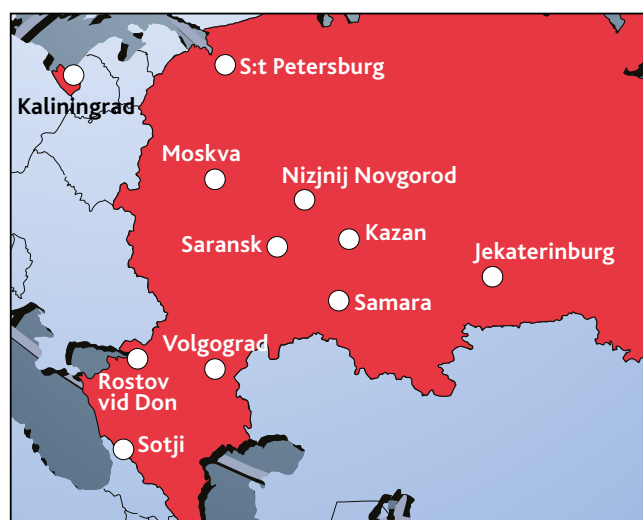 S:t Petersburg
Kaliningrad
Moskva
Nizjnij Novgorod
Kazan
Saransk
Jekaterinburg
Samara
Volgograd
Rostov
vid Don
Sotji